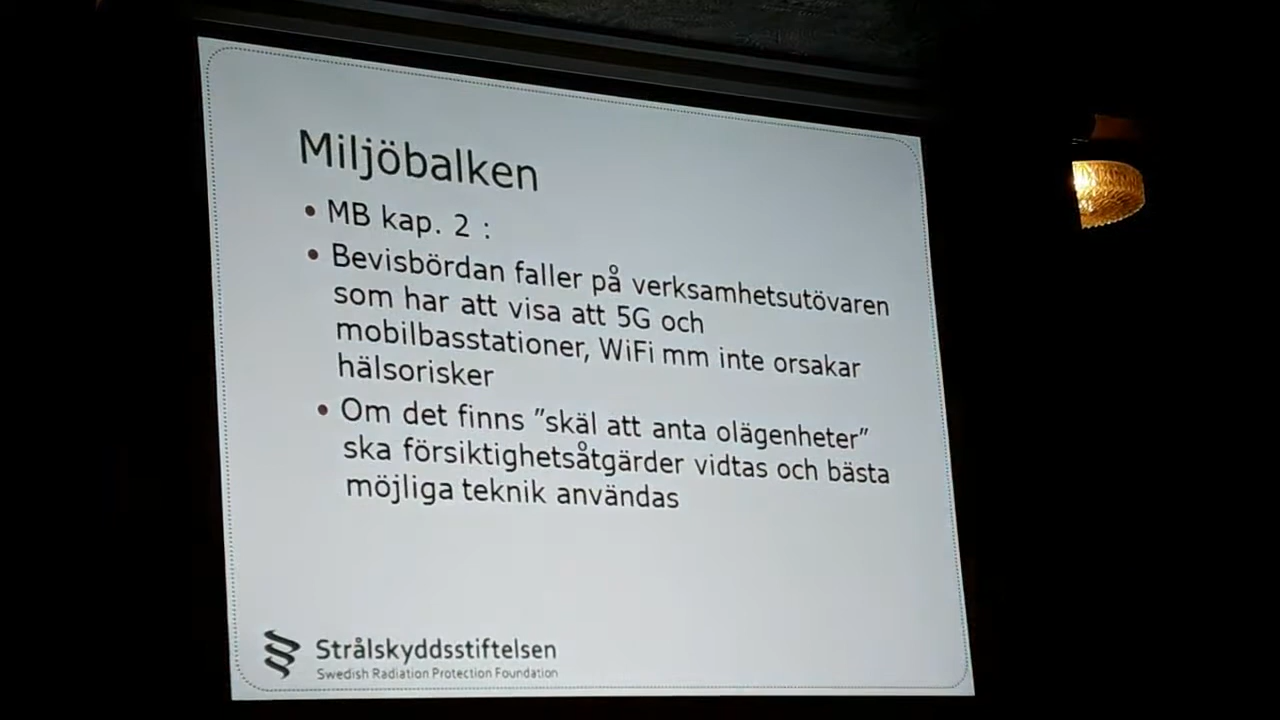 Miljöbalken
• MB kap. 2 :
• Bevisbördan faller på verksamhetsutövaren
som har att visa att 5G och
mobilbasstationer, WiFi mm inte orsakar
hälsorisker
• Om det finns ”skäl att anta olägenheter”
ska försiktighetsåtgärder vidtas och bästa
möjliga teknik användas
Strålskyddsstiftelsen
Swedish Radiation Protection Foundation